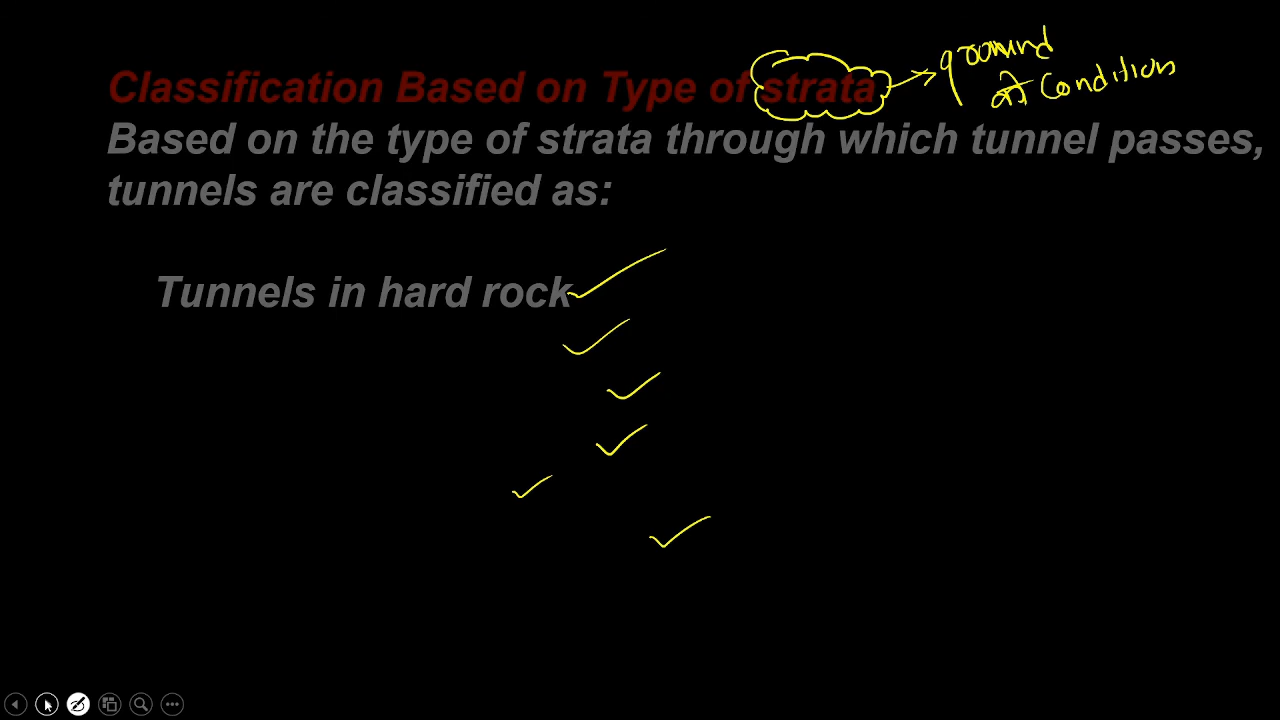 Classification Based on Type of strata
ground
condition
Based on the type of strata through which tunnel passes,
tunnels are classified as:
Tunnels in hard rock